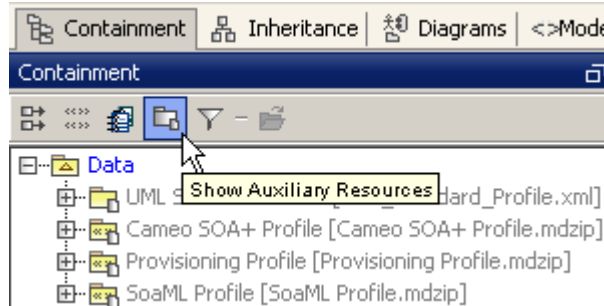 Containment Inheritance Diagrams <>Mode
Containment
Data
Show Auxiliary Resources
UML S dard_Profile.xml]
Cameo SOA+ Profile [Cameo SOA+ Profile.mdzip]
Provisioning Profile [Provisioning Profile.mdzip]
SoaML Profile [SoaML Profile.mdzip]